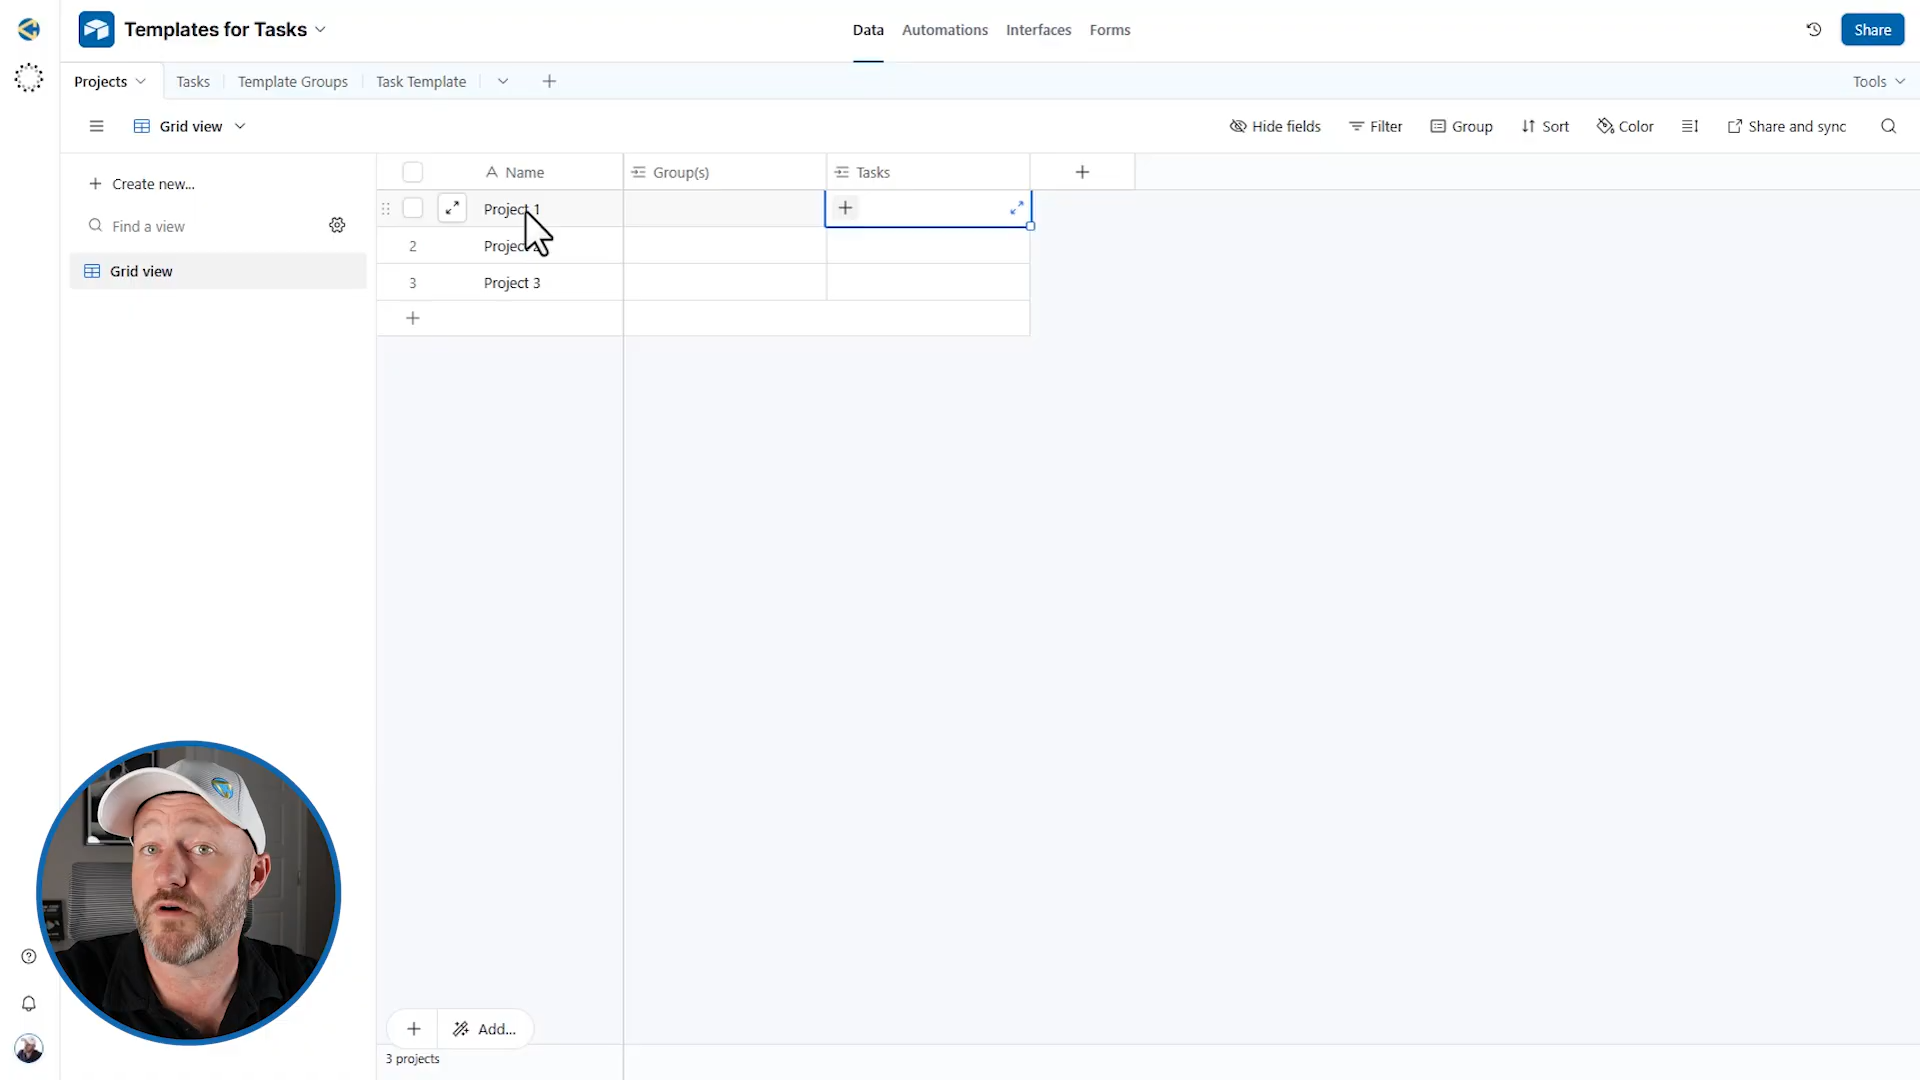 Templates for Tasks
Data
Automations
Interfaces
Forms
Share
Projects
Tasks
Template Groups
Task Template
Tools
Grid view
Hide fields
Filter
Group
Sort
Color
Share and sync
Create new...
Find a view
Grid view
Name
Group(s)
Tasks
Project 1
2
Project 2
3
Project 3
Add...
3 projects